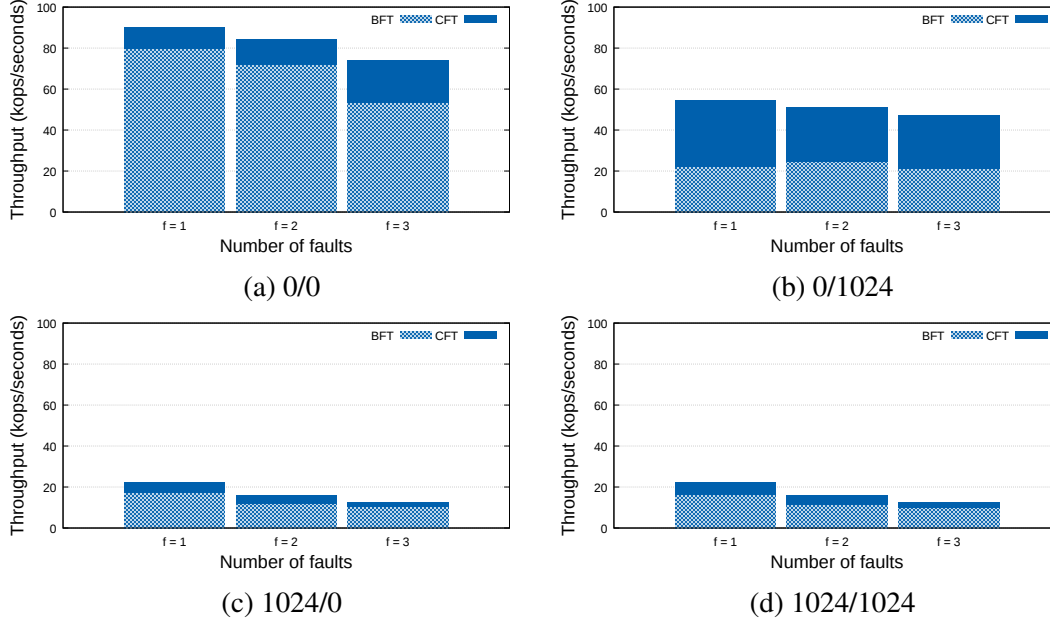 Throughput (kops/seconds)
100
80
60
40
20
0
BFT CFT
f = 1 f = 2 f = 3
Number of faults
(a) 0/0
Throughput (kops/seconds)
100
80
60
40
20
0
BFT CFT
f = 1 f = 2 f = 3
Number of faults
(b) 0/1024
Throughput (kops/seconds)
100
80
60
40
20
0
BFT CFT
f = 1 f = 2 f = 3
Number of faults
(c) 1024/0
Throughput (kops/seconds)
100
80
60
40
20
0
BFT CFT
f = 1 f = 2 f = 3
Number of faults
(d) 1024/1024